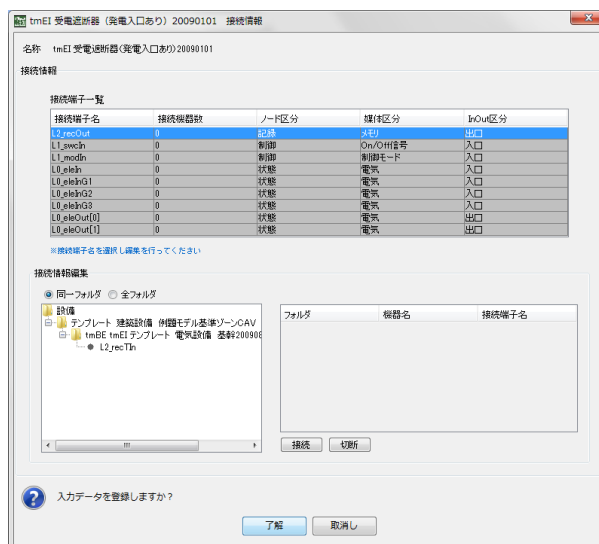 tmEI 受電遮断器（発電入口あり）20090101 接続情報
名称 tmEI 受電遮断器(発電入口あり)20090101
接続情報
接続端子一覧
接続端子名 接続機器数 ノード区分 媒体区分 InOut区分
L2_recOut 0 記録 メモリ 出口
L1_swcIn 0 制御 On/Off信号 入口
L1_modIn 0 制御 制御モード 入口
L0_eleIn 0 状態 電気 入口
L0_eleInG1 0 状態 電気 入口
L0_eleInG2 0 状態 電気 入口
L0_eleInG3 0 状態 電気 入口
L0_eleOut[0] 0 状態 電気 出口
L0_eleOut[1] 0 状態 電気 出口
※接続端子名を選択し編集を行ってください
接続情報編集
同一フォルダ 全フォルダ
設備
テンプレート 建築設備 例題モデル基準ゾーンCAV
tmBE tmEI テンプレート 電気設備 基幹200908
L2_recTIn
フォルダ 機器名 接続端子名
接続 切断
入力データを登録しますか？
了解 取消し